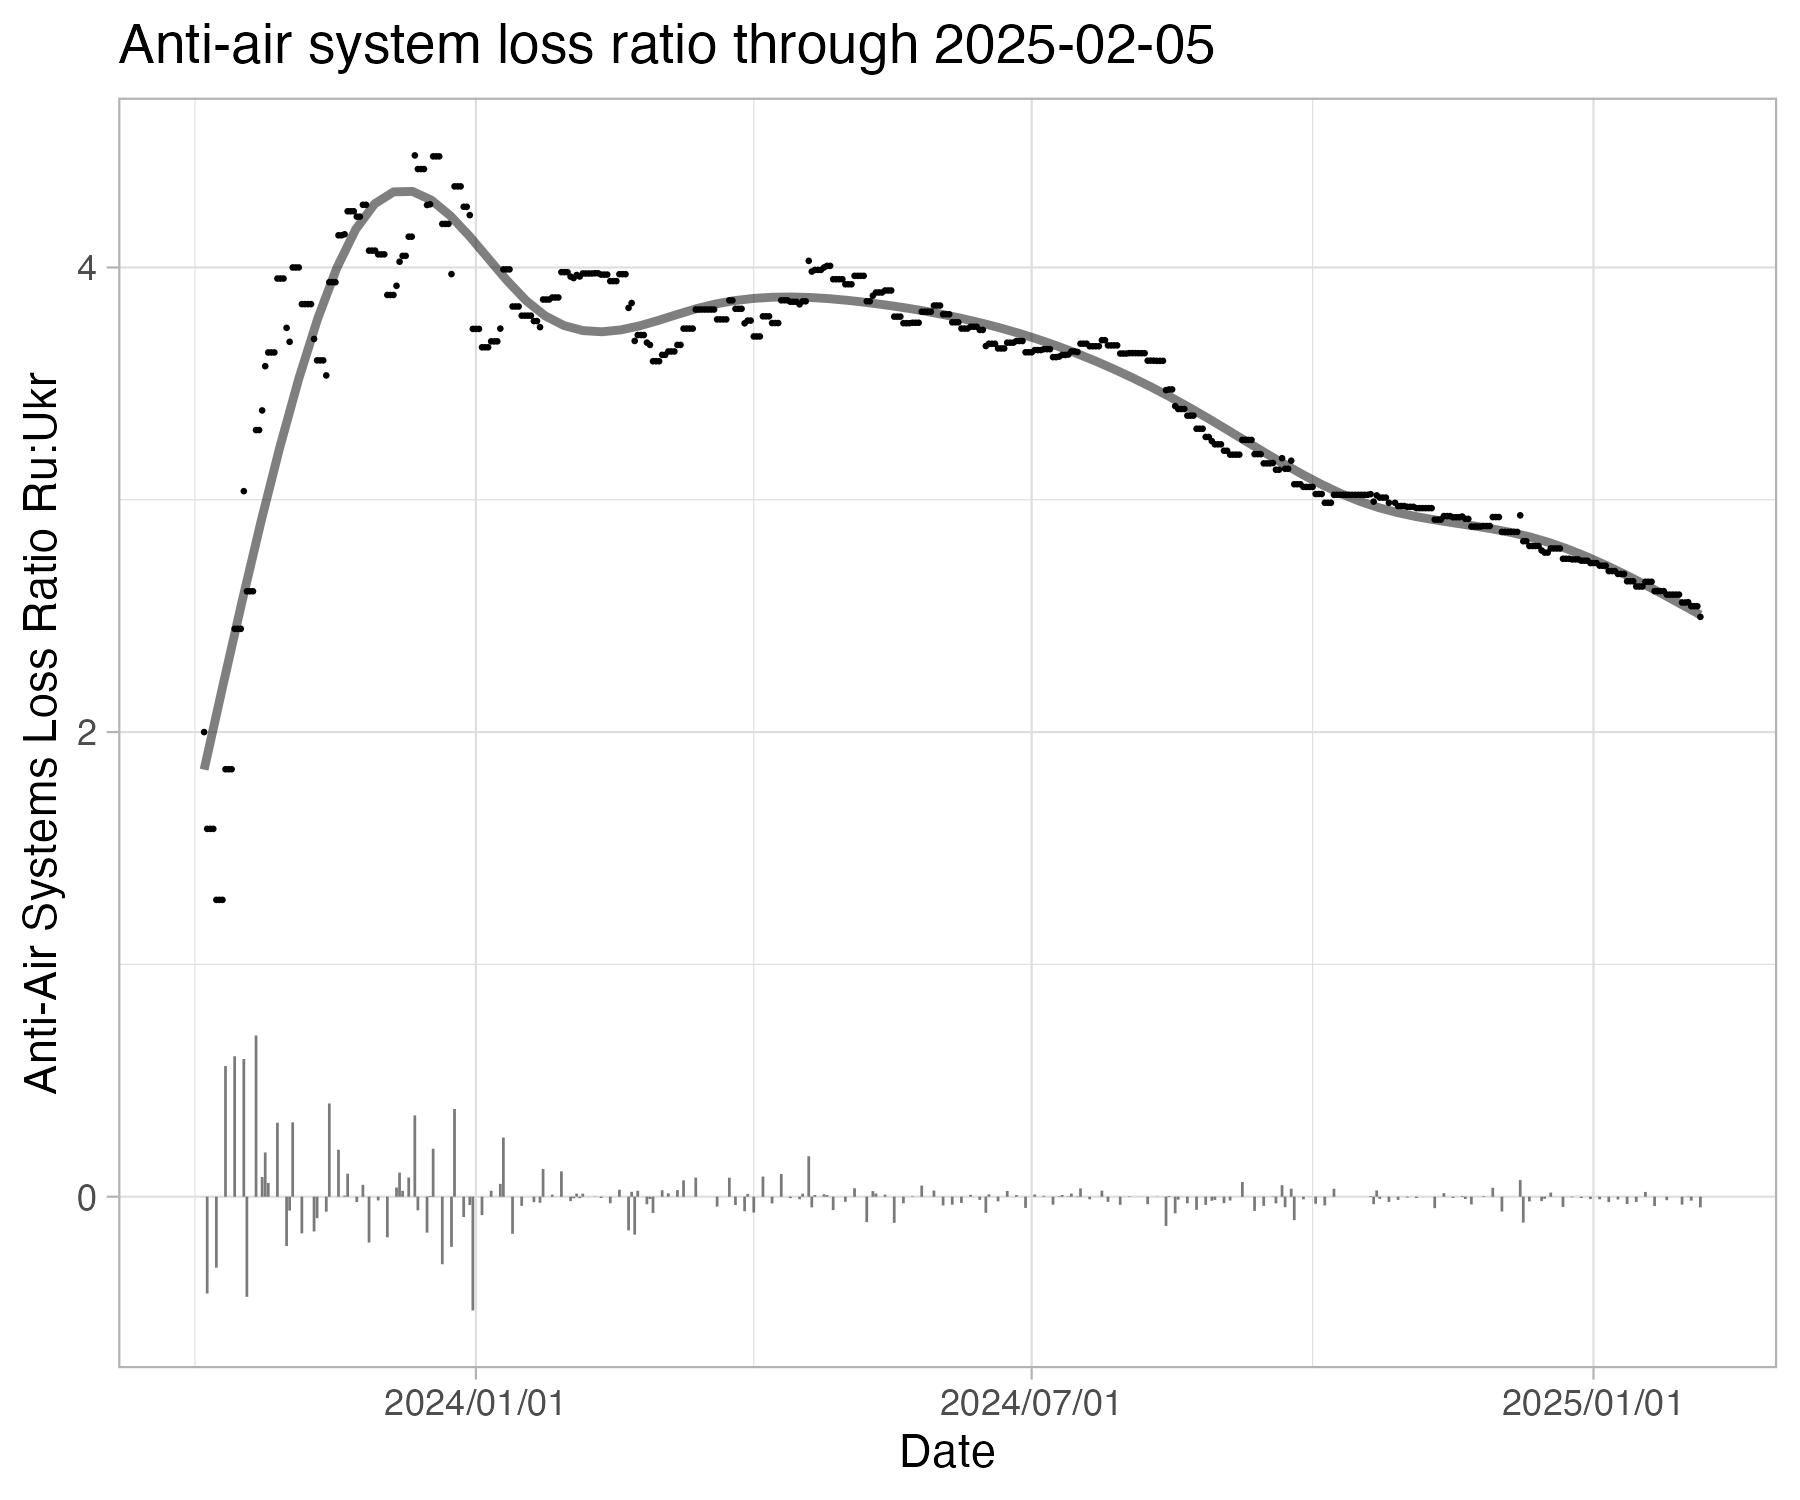 Anti-air system loss ratio through 2025-02-05
Anti-Air Systems Loss Ratio Ru:Ukr
4
2
0
2024/01/01
2024/07/01
2025/01/01
Date